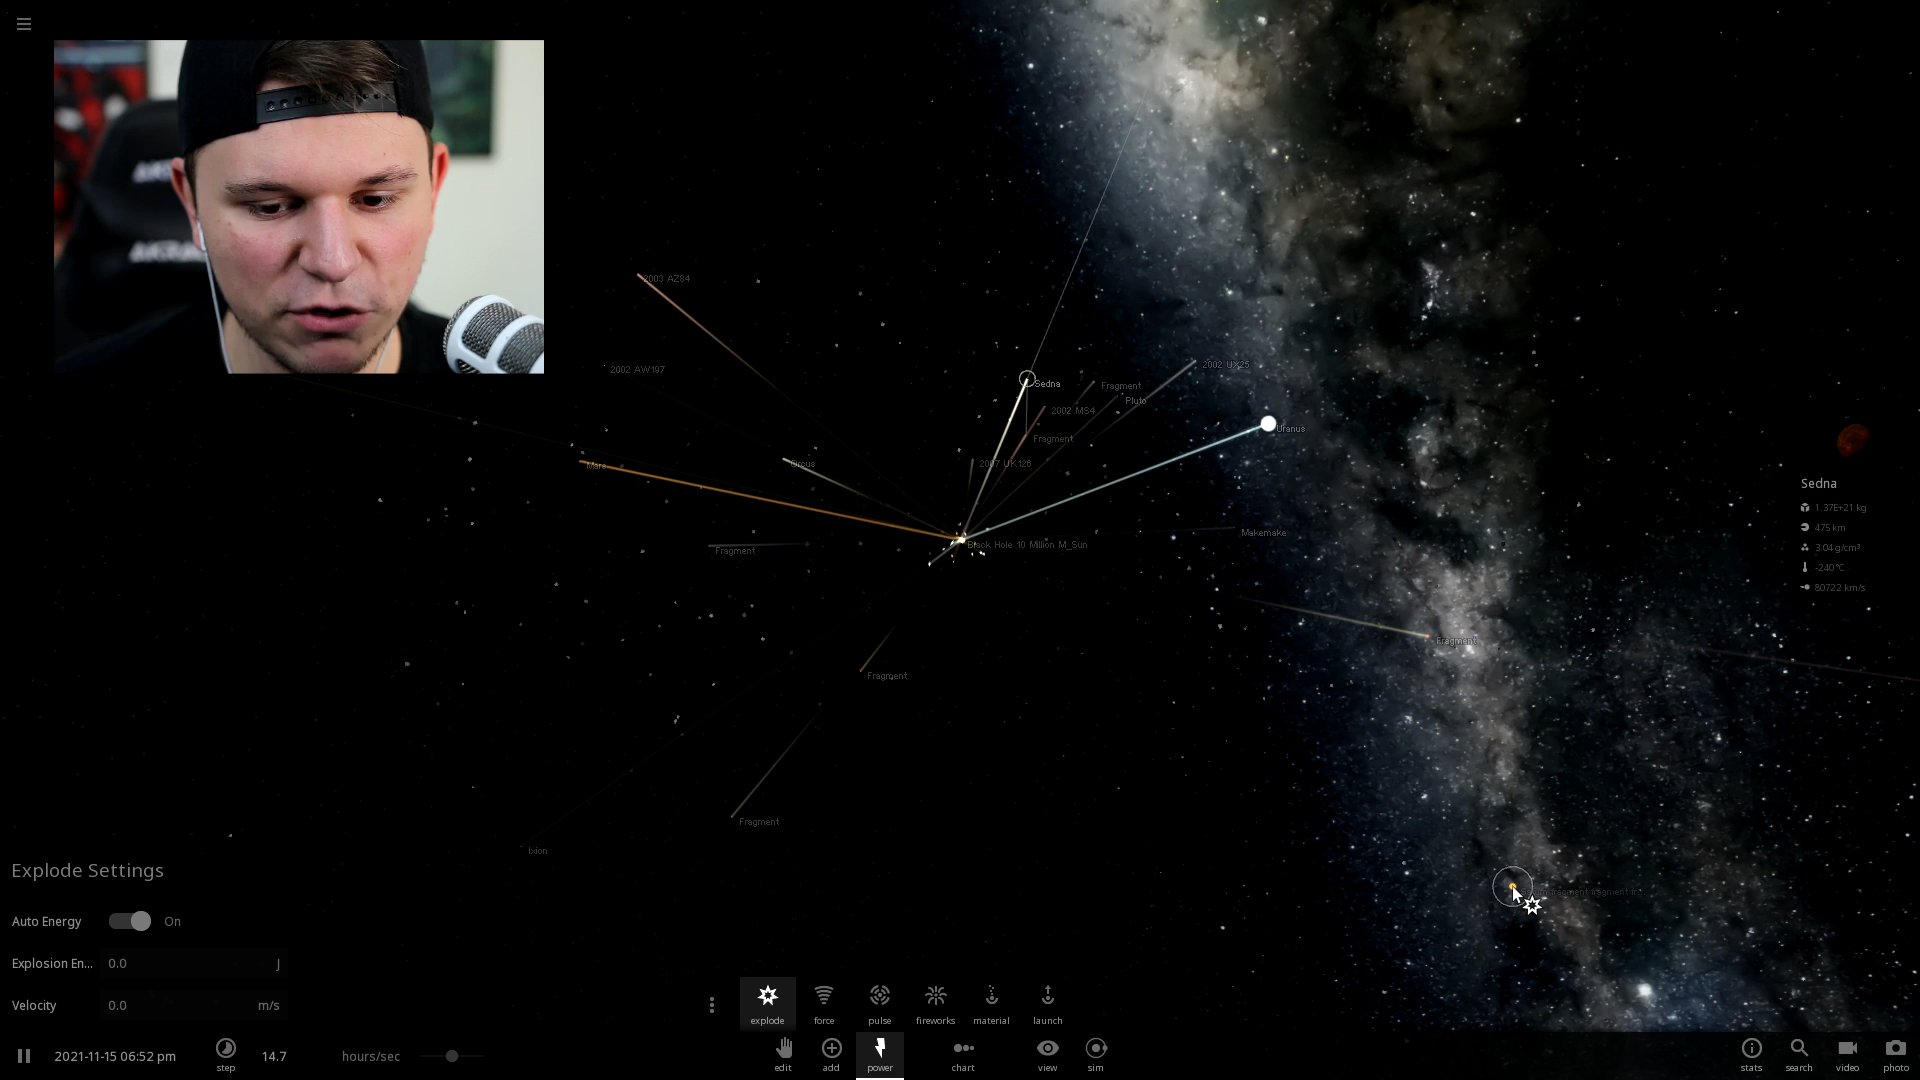 2003 AZ84
2002 AW197
Sedna
Fragment
2002 UX25
Pluto
2002 MS4
Uranus
Fragment
Mars
Orcus
2007 UK126
Sedna
1.37E+21 kg
475 km
3.04 g/cm³
-240 °C
80722 km/s
Makemake
Black Hole 10 Million M_Sun
Fragment
Fragment
Fragment
Fragment
Ixion
Explode Settings
fragment fragment fr...
Auto Energy On
Explosion En... 0.0 J
Velocity 0.0 m/s
explode force pulse fireworks material launch
2021-11-15 06:52 pm step 14.7 hours/sec
edit add power chart view sim
stats search video photo